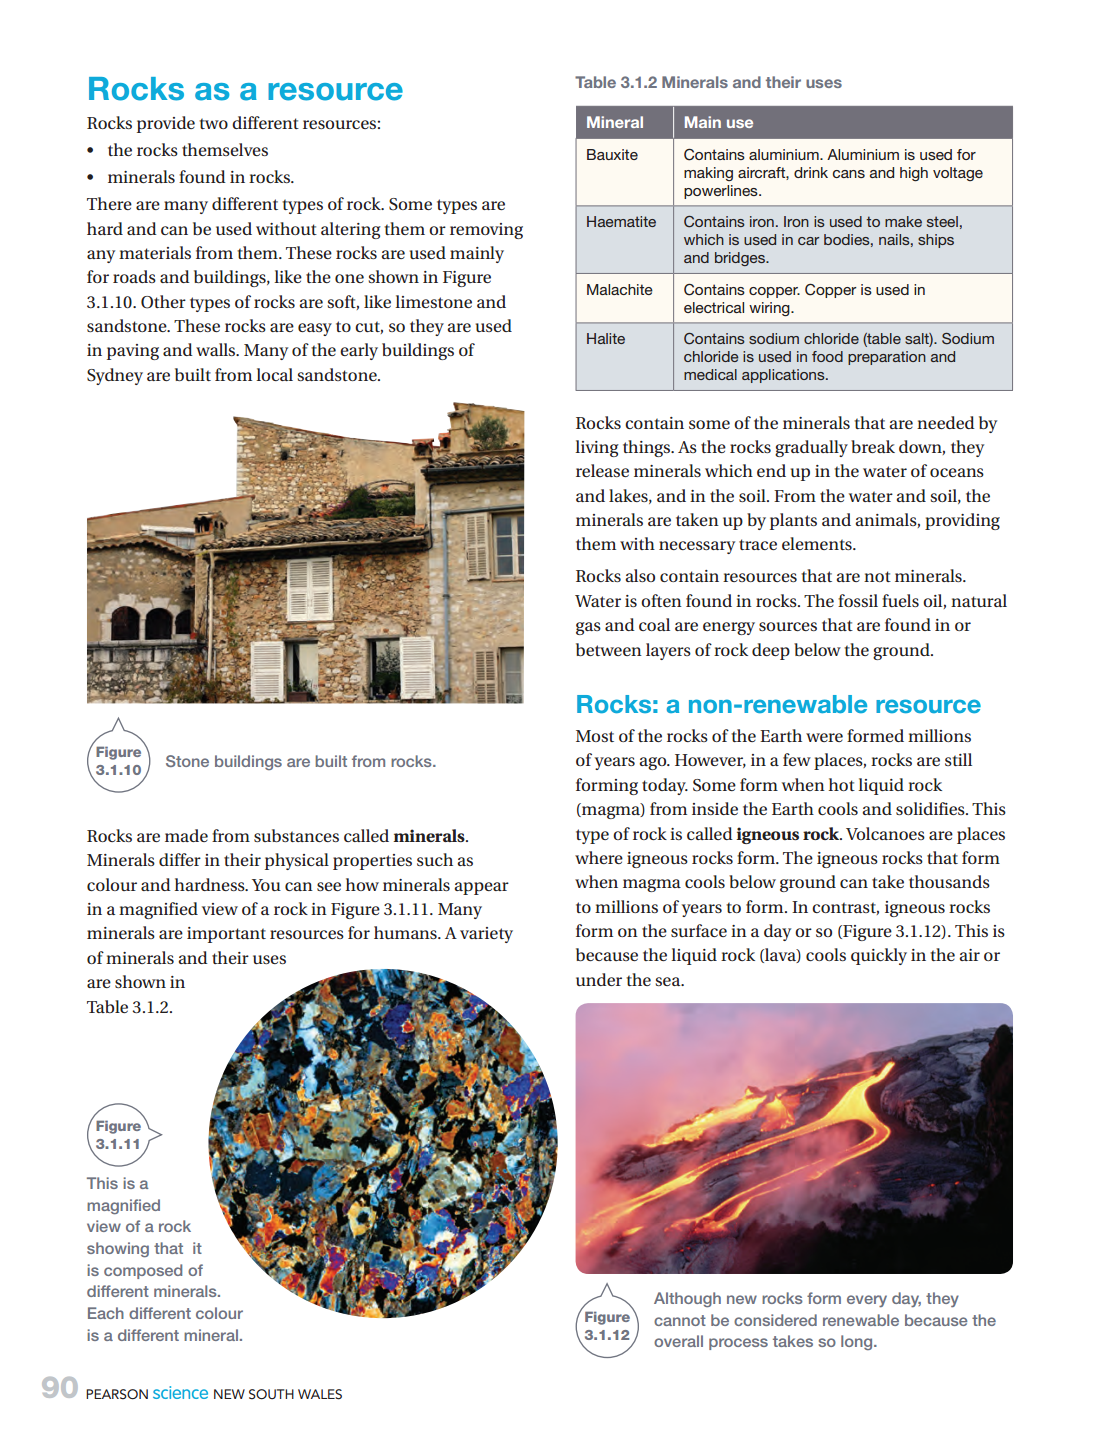 Rocks as a resource
Rocks provide two different resources:
• the rocks themselves
• minerals found in rocks.
There are many different types of rock. Some types are
hard and can be used without altering them or removing
any materials from them. These rocks are used mainly
for roads and buildings, like the one shown in Figure
3.1.10. Other types of rocks are soft, like limestone and
sandstone. These rocks are easy to cut, so they are used
in paving and walls. Many of the early buildings of
Sydney are built from local sandstone.
Figure
3.1.10
Stone buildings are built from rocks.
Rocks are made from substances called minerals.
Minerals differ in their physical properties such as
colour and hardness. You can see how minerals appear
in a magnified view of a rock in Figure 3.1.11. Many
minerals are important resources for humans. A variety
of minerals and their uses
are shown in
Table 3.1.2.
Figure
3.1.11
This is a
magnified
view of a rock
showing that it
is composed of
different minerals.
Each different colour
is a different mineral.
Table 3.1.2 Minerals and their uses
Mineral Main use
Bauxite Contains aluminium. Aluminium is used for
making aircraft, drink cans and high voltage
powerlines.
Haematite Contains iron. Iron is used to make steel,
which is used in car bodies, nails, ships
and bridges.
Malachite Contains copper. Copper is used in
electrical wiring.
Halite Contains sodium chloride (table salt). Sodium
chloride is used in food preparation and
medical applications.
Rocks contain some of the minerals that are needed by
living things. As the rocks gradually break down, they
release minerals which end up in the water of oceans
and lakes, and in the soil. From the water and soil, the
minerals are taken up by plants and animals, providing
them with necessary trace elements.
Rocks also contain resources that are not minerals.
Water is often found in rocks. The fossil fuels oil, natural
gas and coal are energy sources that are found in or
between layers of rock deep below the ground.
Rocks: a non-renewable resource
Most of the rocks of the Earth were formed millions
of years ago. However, in a few places, rocks are still
forming today. Some form when hot liquid rock
(magma) from inside the Earth cools and solidifies. This
type of rock is called igneous rock. Volcanoes are places
where igneous rocks form. The igneous rocks that form
when magma cools below ground can take thousands
to millions of years to form. In contrast, igneous rocks
form on the surface in a day or so (Figure 3.1.12). This is
because the liquid rock (lava) cools quickly in the air or
under the sea.
Figure
3.1.12
Although new rocks form every day, they
cannot be considered renewable because the
overall process takes so long.
90 PEARSON science NEW SOUTH WALES